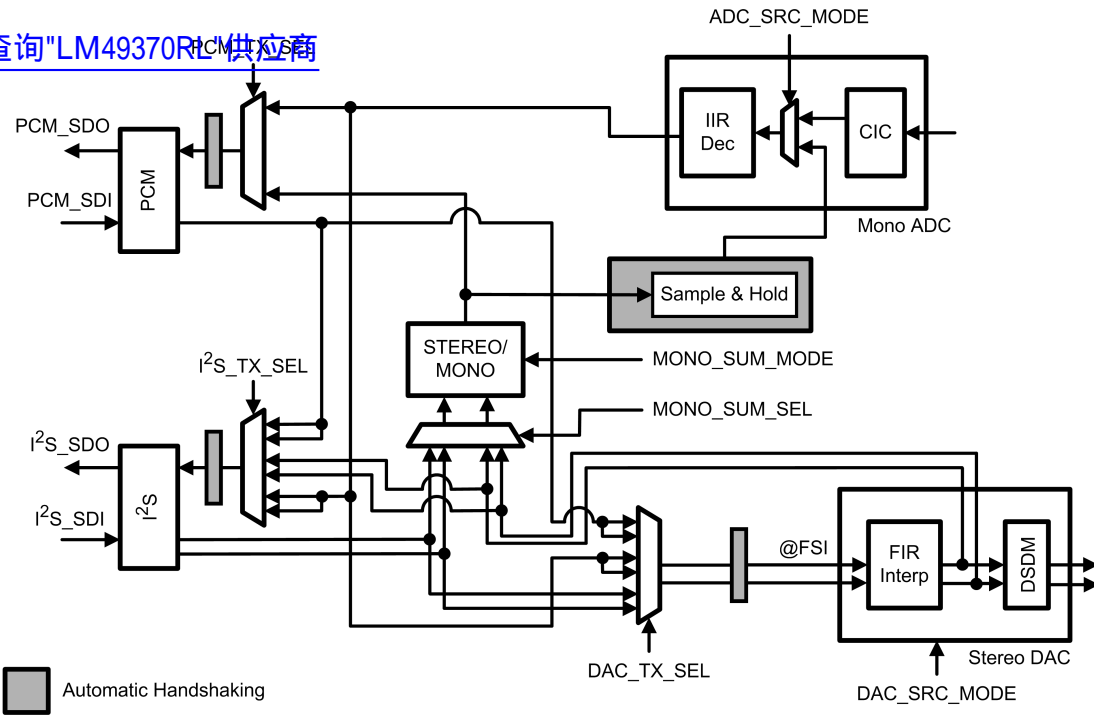 ADC_SRC_MODE
查询"LM49370RL"供应商
PCM_TX_SEL
PCM_SDO
PCM_SDI
PCM
IIR
Dec
CIC
Mono ADC
Sample & Hold
STEREO/
MONO
MONO_SUM_MODE
MONO_SUM_SEL
I²S_TX_SEL
I²S_SDO
I²S_SDI
I²S
@FSI
FIR
Interp
DSDM
Stereo DAC
DAC_TX_SEL
DAC_SRC_MODE
Automatic Handshaking